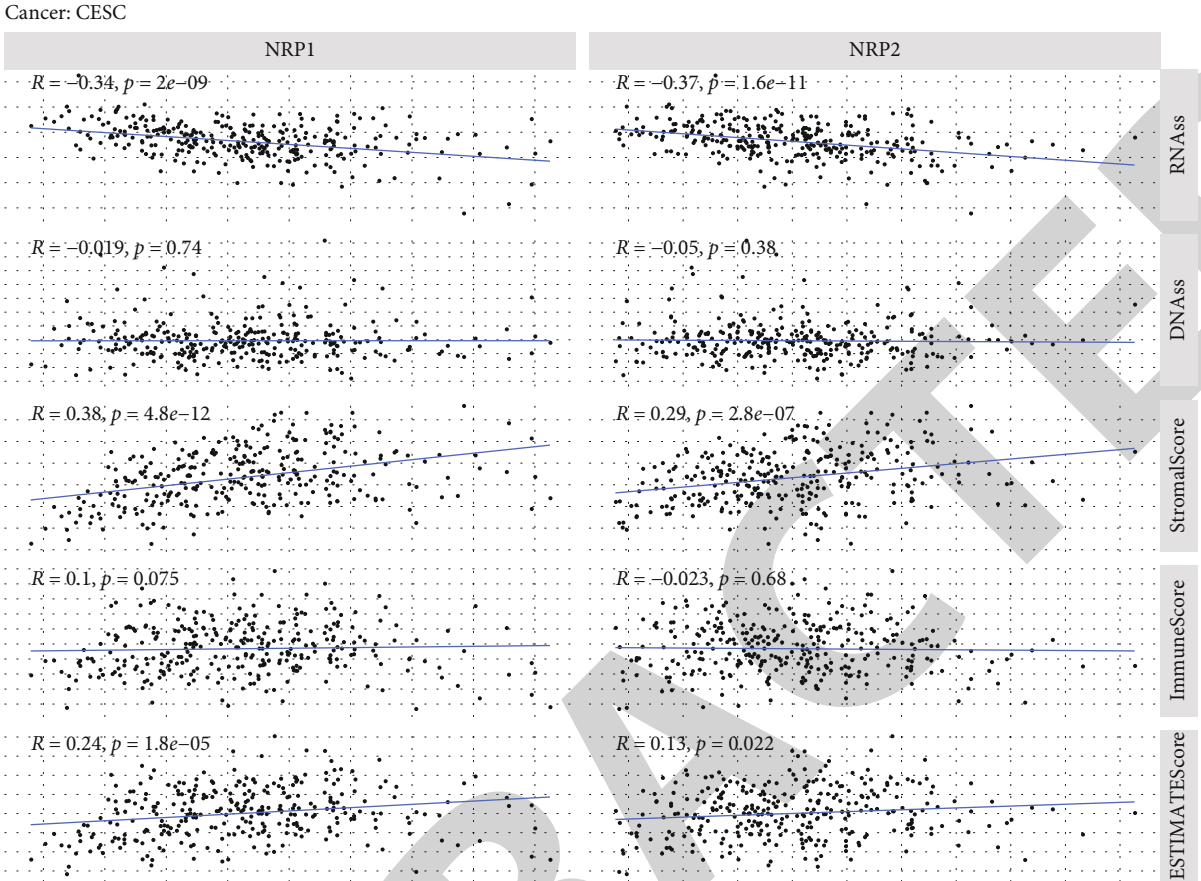 Cancer: CESC
NRP1
NRP2
R = −0.34, p = 2e−09
R = −0.37, p = 1.6e−11
RNAss
R = −0.019, p = 0.74
R = −0.05, p = 0.38
DNAss
R = 0.38, p = 4.8e−12
R = 0.29, p = 2.8e−07
StromalScore
R = 0.1, p = 0.075
R = −0.023, p = 0.68
ImmuneScore
R = 0.24, p = 1.8e−05
R = 0.13, p = 0.022
ESTIMATEScore
RACTE